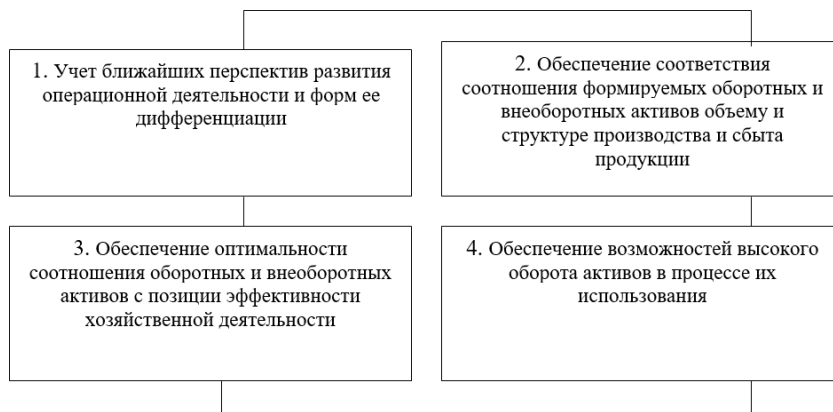 1. Учет ближайших перспектив развития
операционной деятельности и форм ее
дифференциации
2. Обеспечение соответствия
соотношения формируемых оборотных и
внеоборотных активов объему и
структуре производства и сбыта
продукции
3. Обеспечение оптимальности
соотношения оборотных и внеоборотных
активов с позиции эффективности
хозяйственной деятельности
4. Обеспечение возможностей высокого
оборота активов в процессе их
использования